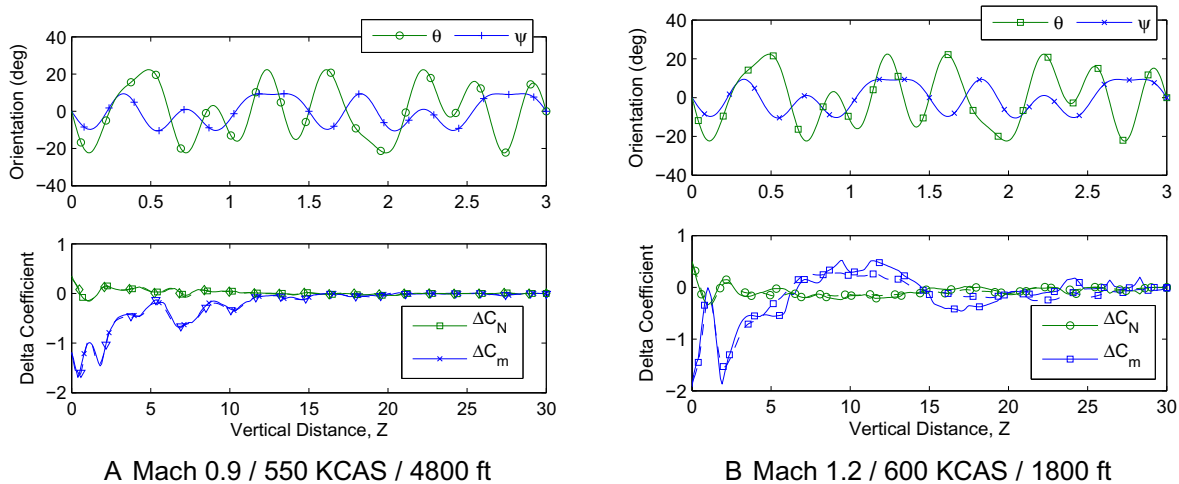 θ ψ
Orientation (deg)
40
20
0
−20
−40
0 0.5 1 1.5 2 2.5 3
Delta Coefficient
1
0
−1
−2
ΔC_N
ΔC_m
0 5 10 15 20 25 30
Vertical Distance, Z
A Mach 0.9 / 550 KCAS / 4800 ft
θ ψ
Orientation (deg)
40
20
0
−20
−40
0 0.5 1 1.5 2 2.5 3
Delta Coefficient
1
0
−1
−2
ΔC_N
ΔC_m
0 5 10 15 20 25 30
Vertical Distance, Z
B Mach 1.2 / 600 KCAS / 1800 ft